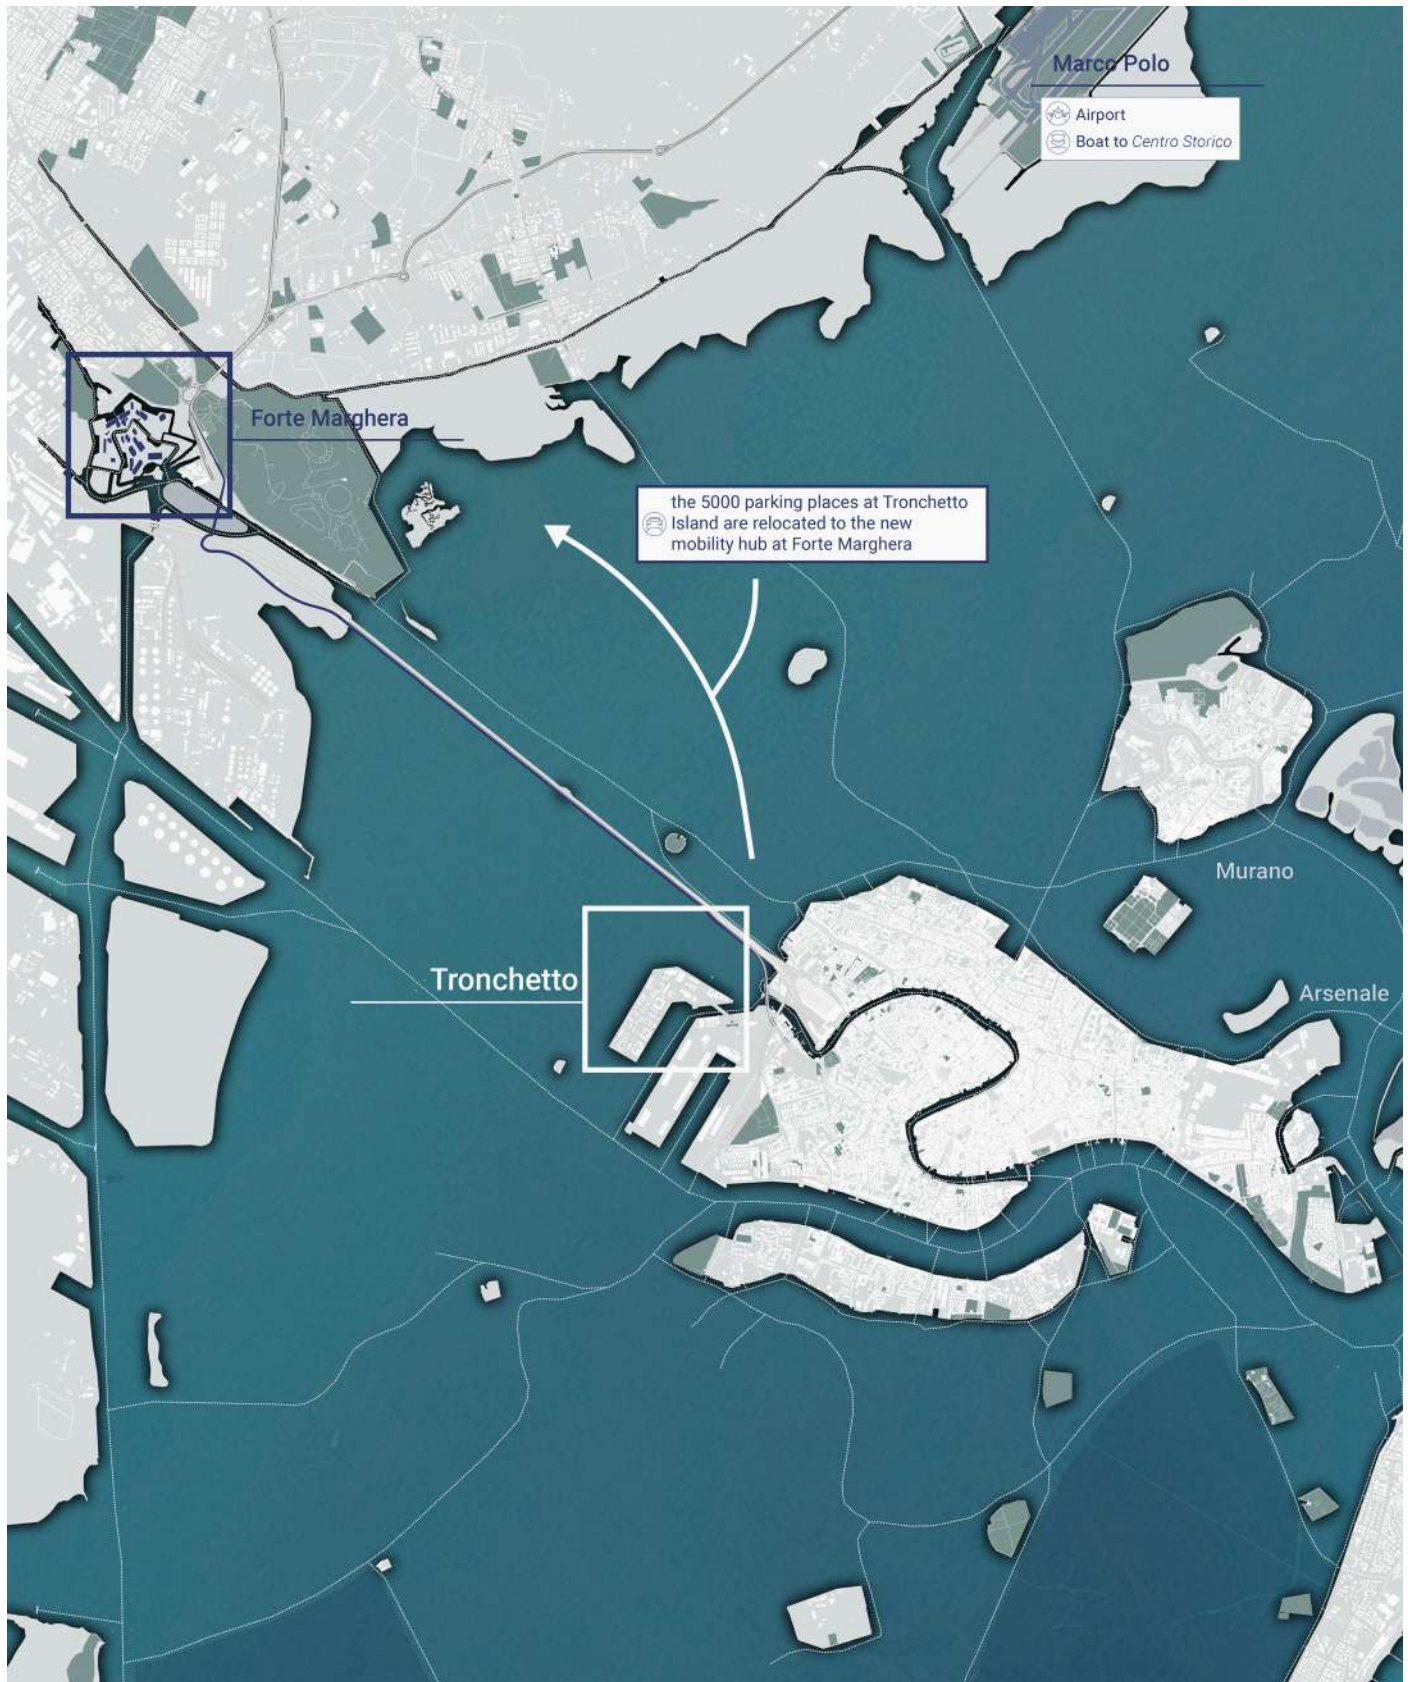 Marco Polo
Airport
Boat to Centro Storico
Forte Marghera
the 5000 parking places at Tronchetto
Island are relocated to the new
mobility hub at Forte Marghera
Murano
Tronchetto
Arsenale